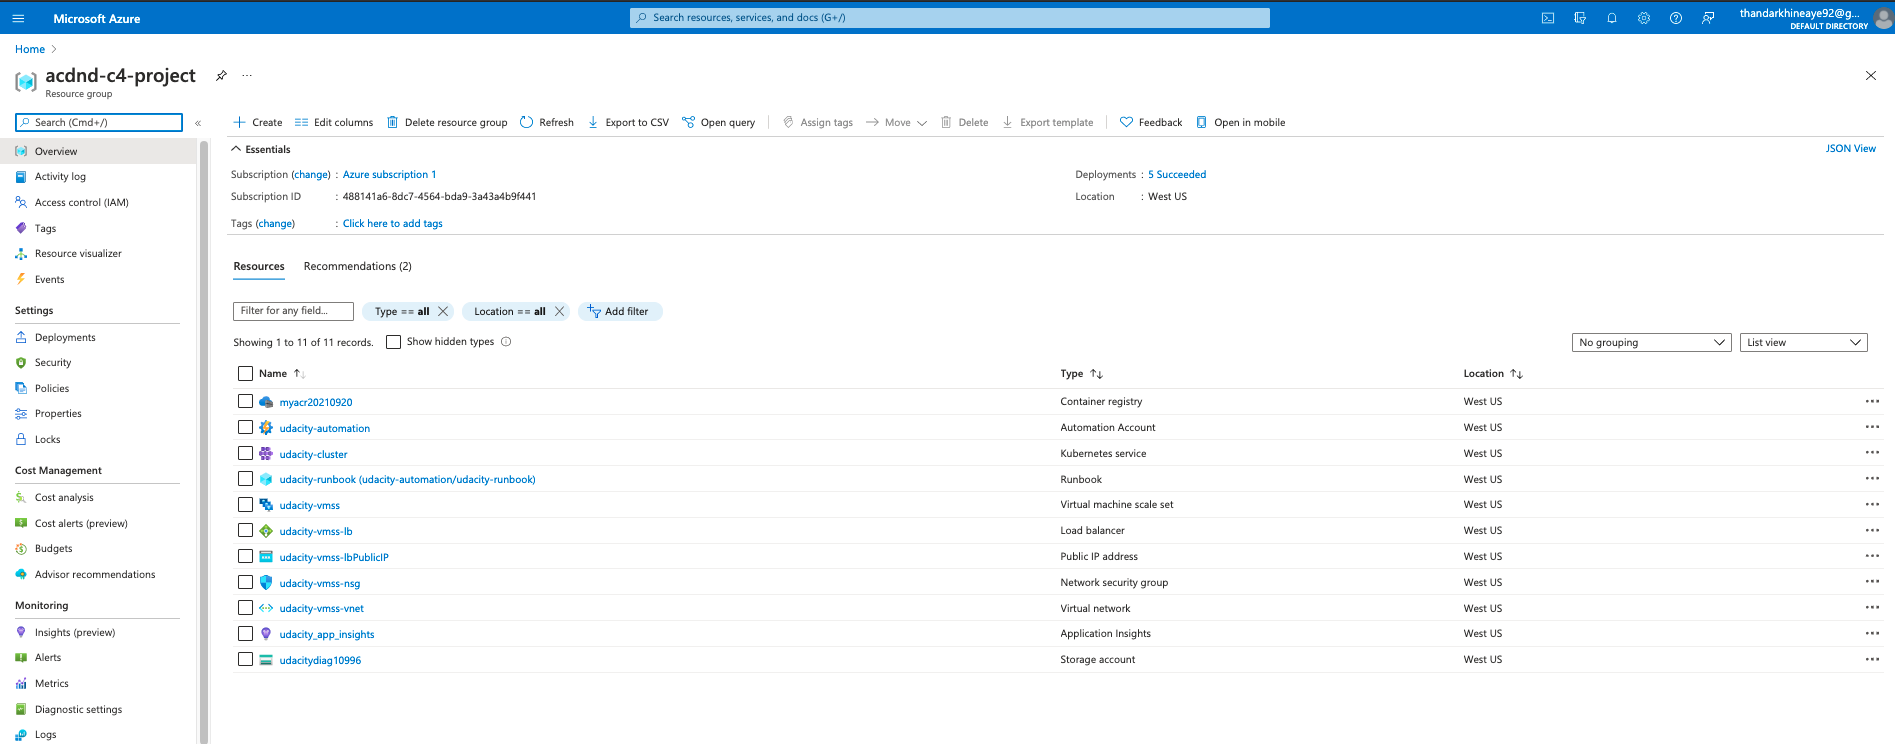 Microsoft Azure
Search resources, services, and docs (G+/)
thandarkhineaye92@g...
DEFAULT DIRECTORY
Home
acdnd-c4-project
...
Resource group
Search (Cmd+/)
«
Create Edit columns Delete resource group Refresh Export to CSV Open query Assign tags Move Delete Export template Feedback Open in mobile
Overview
Activity log
Access control (IAM)
Tags
Resource visualizer
Events
Settings
Deployments
Security
Policies
Properties
Locks
Cost Management
Cost analysis
Cost alerts (preview)
Budgets
Advisor recommendations
Monitoring
Insights (preview)
Alerts
Metrics
Diagnostic settings
Logs
Essentials
JSON View
Subscription (change) : Azure subscription 1
Deployments : 5 Succeeded
Subscription ID : 488141a6-8dc7-4564-bda9-3a43a4b9f441
Location : West US
Tags (change) : Click here to add tags
Resources Recommendations (2)
Filter for any field... Type == all Location == all Add filter
Showing 1 to 11 of 11 records. Show hidden types
No grouping List view
Name Type Location
myacr20210920 Container registry West US
udacity-automation Automation Account West US
udacity-cluster Kubernetes service West US
udacity-runbook (udacity-automation/udacity-runbook) Runbook West US
udacity-vmss Virtual machine scale set West US
udacity-vmss-lb Load balancer West US
udacity-vmss-lbPublicIP Public IP address West US
udacity-vmss-nsg Network security group West US
udacity-vmss-vnet Virtual network West US
udacity_app_insights Application Insights West US
udacitydiag10996 Storage account West US